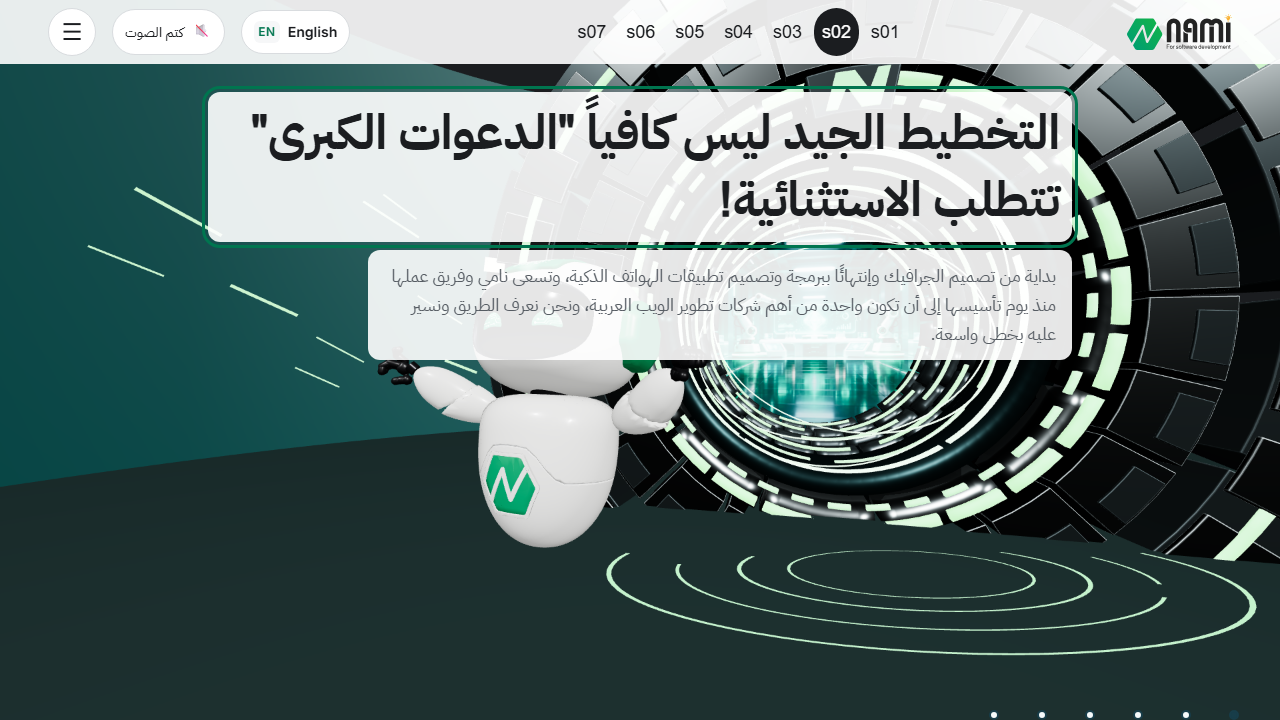 NAMi
For software development
s01 s02 s03 s04 s05 s06 s07
English EN
كتم الصوت
التخطيط الجيد ليس كافياً "الدعوات الكبرى"
تتطلب الاستثنائية!
بداية من تصميم الجرافيك وإنتهائًا ببرمجة وتصميم تطبيقات الهواتف الذكية، وتسعى نامي وفريق عملها
منذ يوم تأسيسها إلى أن تكون واحدة من أهم شركات تطوير الويب العربية، ونحن نعرف الطريق ونسير
عليه بخطى واسعة.